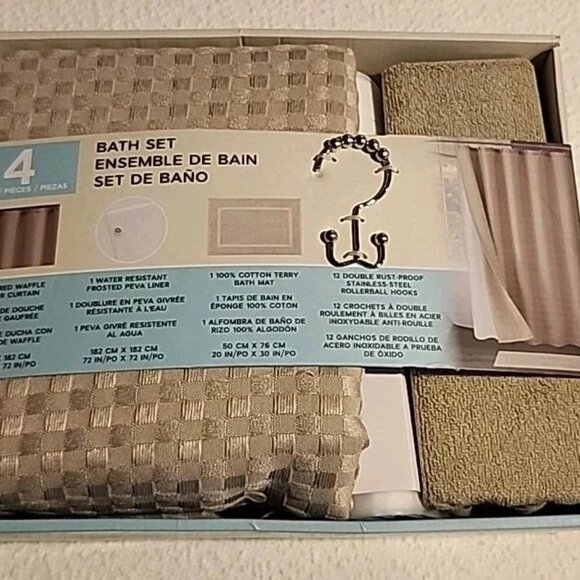 4
PIÈCES / PIEZAS
BATH SET
ENSEMBLE DE BAIN
SET DE BAÑO
WAFFLE
CURTAIN
DE DOUCHE
GAUFRÉE
DUCHA CON
DE WAFFLE
182 CM
72 IN/PO
1 WATER RESISTANT
FROSTED PEVA LINER
1 DOUBLURE EN PEVA GIVRÉE
RÉSISTANTE À L'EAU
1 PEVA GIVRÉ RESISTENTE
AL AGUA
182 CM X 182 CM
72 IN/PO X 72 IN/PO
1 100% COTTON TERRY
BATH MAT
1 TAPIS DE BAIN EN
ÉPONGE 100% COTON
1 ALFOMBRA DE BAÑO DE
RIZO 100% ALGODÓN
50 CM X 76 CM
20 IN/PO X 30 IN/PO
12 DOUBLE RUST-PROOF
STAINLESS-STEEL
ROLLERBALL HOOKS
12 CROCHETS À DOUBLE
ROULEMENT À BILLES EN ACIER
INOXYDABLE ANTI-ROUILLE
12 GANCHOS DE RODILLO DE
ACERO INOXIDABLE A PRUEBA
DE ÓXIDO